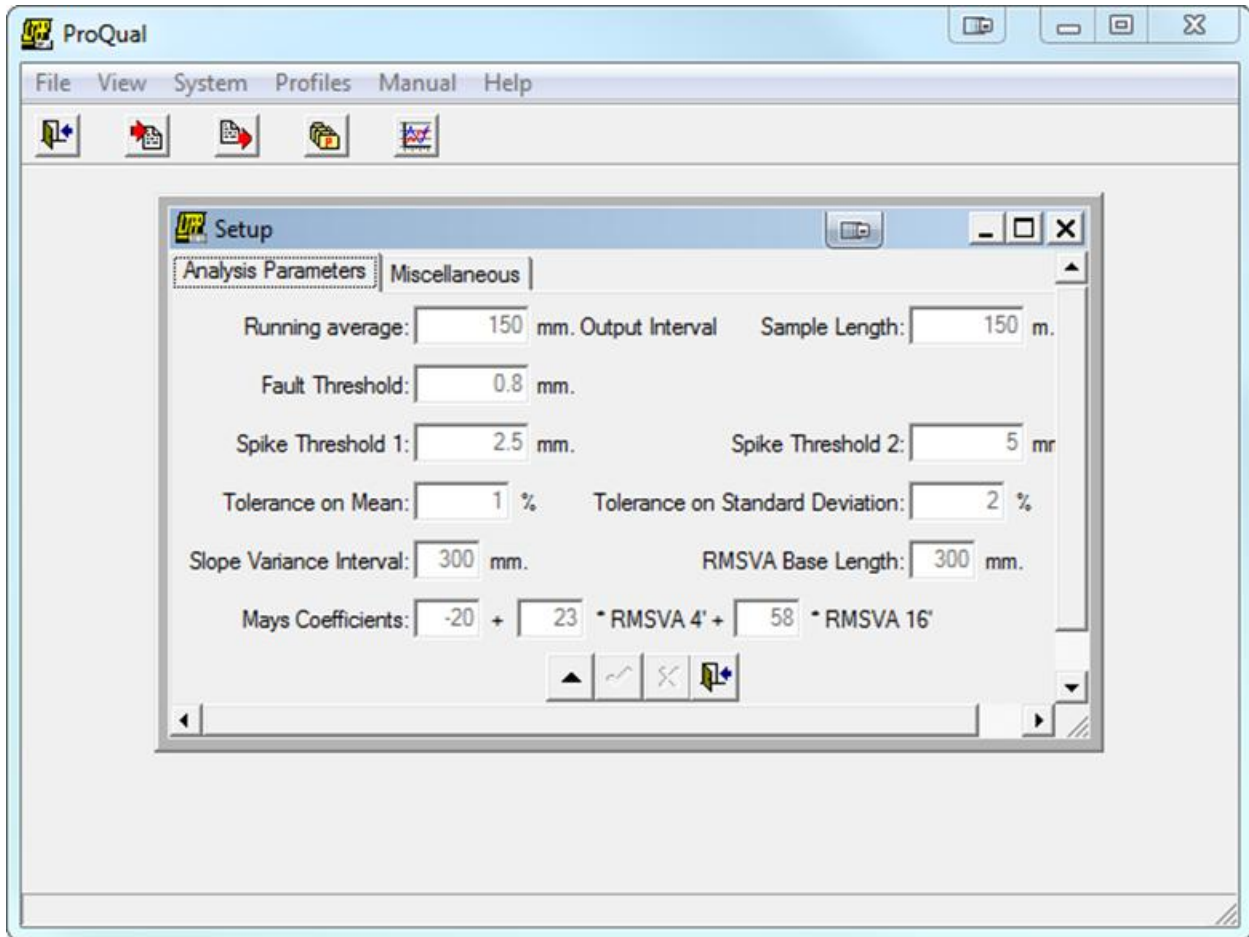 ProQual
File View System Profiles Manual Help
Setup
Analysis Parameters Miscellaneous
Running average: 150 mm. Output Interval Sample Length: 150 m.
Fault Threshold: 0.8 mm.
Spike Threshold 1: 2.5 mm. Spike Threshold 2: 5 mr
Tolerance on Mean: 1 % Tolerance on Standard Deviation: 2 %
Slope Variance Interval: 300 mm. RMSVA Base Length: 300 mm.
Mays Coefficients: -20 + 23 * RMSVA 4' + 58 * RMSVA 16'